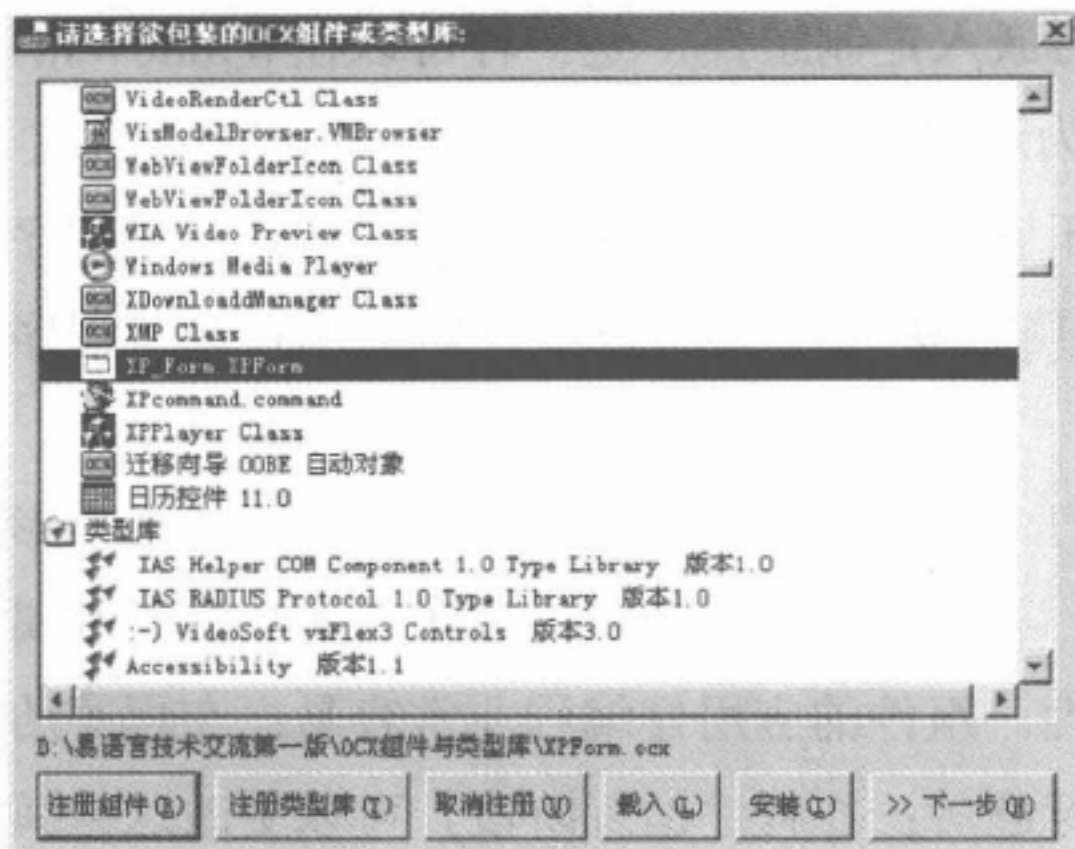 请选择欲包装的OCX组件或类型库:
VideoRenderCtl Class
VisModelBrowser.VMBrowser
WebViewFolderIcon Class
WebViewFolderIcon Class
WIA Video Preview Class
Windows Media Player
XDownloaddManager Class
XMP Class
XP_Form.XPForm
XPcommand.command
XPPlayer Class
迁移向导 OOBE 自动对象
日历控件 11.0
类型库
IAS Helper COM Component 1.0 Type Library 版本1.0
IAS RADIUS Protocol 1.0 Type Library 版本1.0
:-) VideoSoft vsFlex3 Controls 版本3.0
Accessibility 版本1.1
D:\易语言技术交流第一版\OCX组件与类型库\XPForm.ocx
注册组件(R) 注册类型库(T) 取消注册(U) 载入(L) 安装(I) >> 下一步(N)